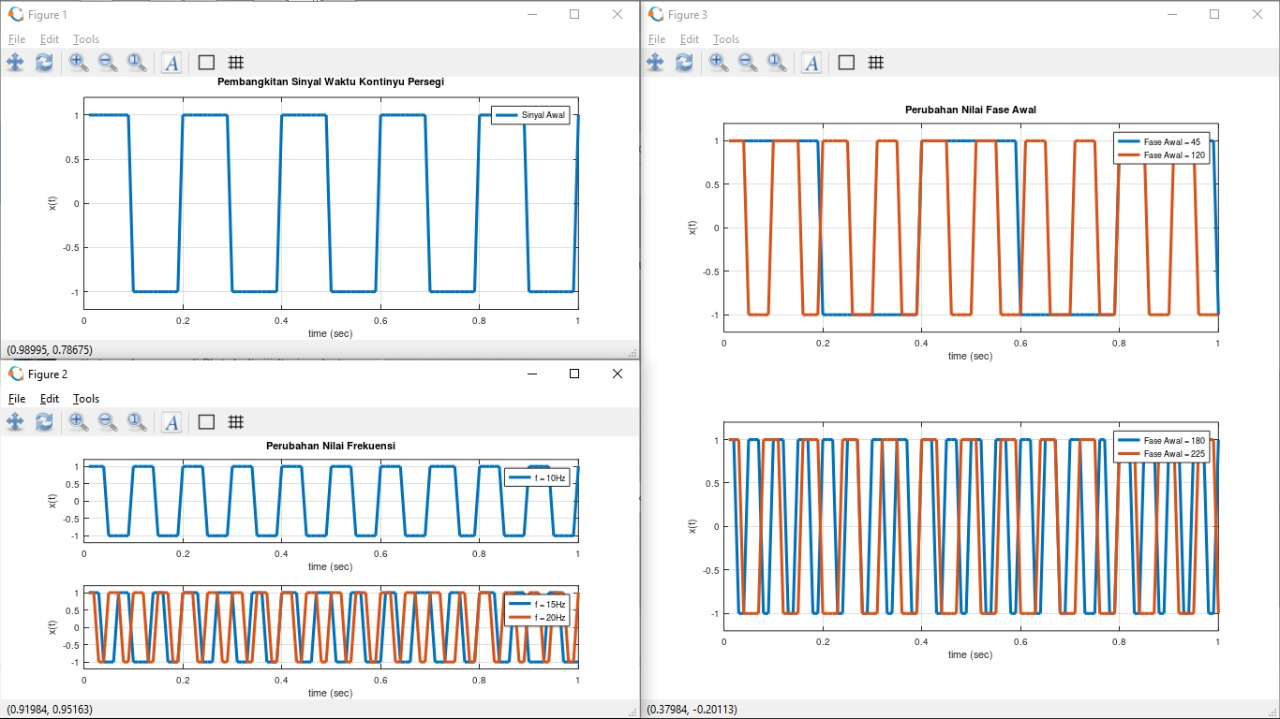 Figure 1
File Edit Tools
A
Pembangkitan Sinyal Waktu Kontinyu Persegi
Sinyal Awal
1
0.5
0
-0.5
-1
x(t)
0 0.2 0.4 0.6 0.8 1
time (sec)
(0.98995, 0.78675)
Figure 2
File Edit Tools
A
Perubahan Nilai Frekuensi
f = 10Hz
1
0.5
0
-0.5
-1
x(t)
0 0.2 0.4 0.6 0.8 1
time (sec)
f = 15Hz
f = 20Hz
1
0.5
0
-0.5
-1
x(t)
0 0.2 0.4 0.6 0.8 1
time (sec)
(0.91984, 0.95163)
Figure 3
File Edit Tools
A
Perubahan Nilai Fase Awal
Fase Awal = 45
Fase Awal = 120
1
0.5
0
-0.5
-1
x(t)
0 0.2 0.4 0.6 0.8 1
time (sec)
Fase Awal = 180
Fase Awal = 225
1
0.5
0
-0.5
-1
x(t)
0 0.2 0.4 0.6 0.8 1
time (sec)
(0.37984, -0.20113)